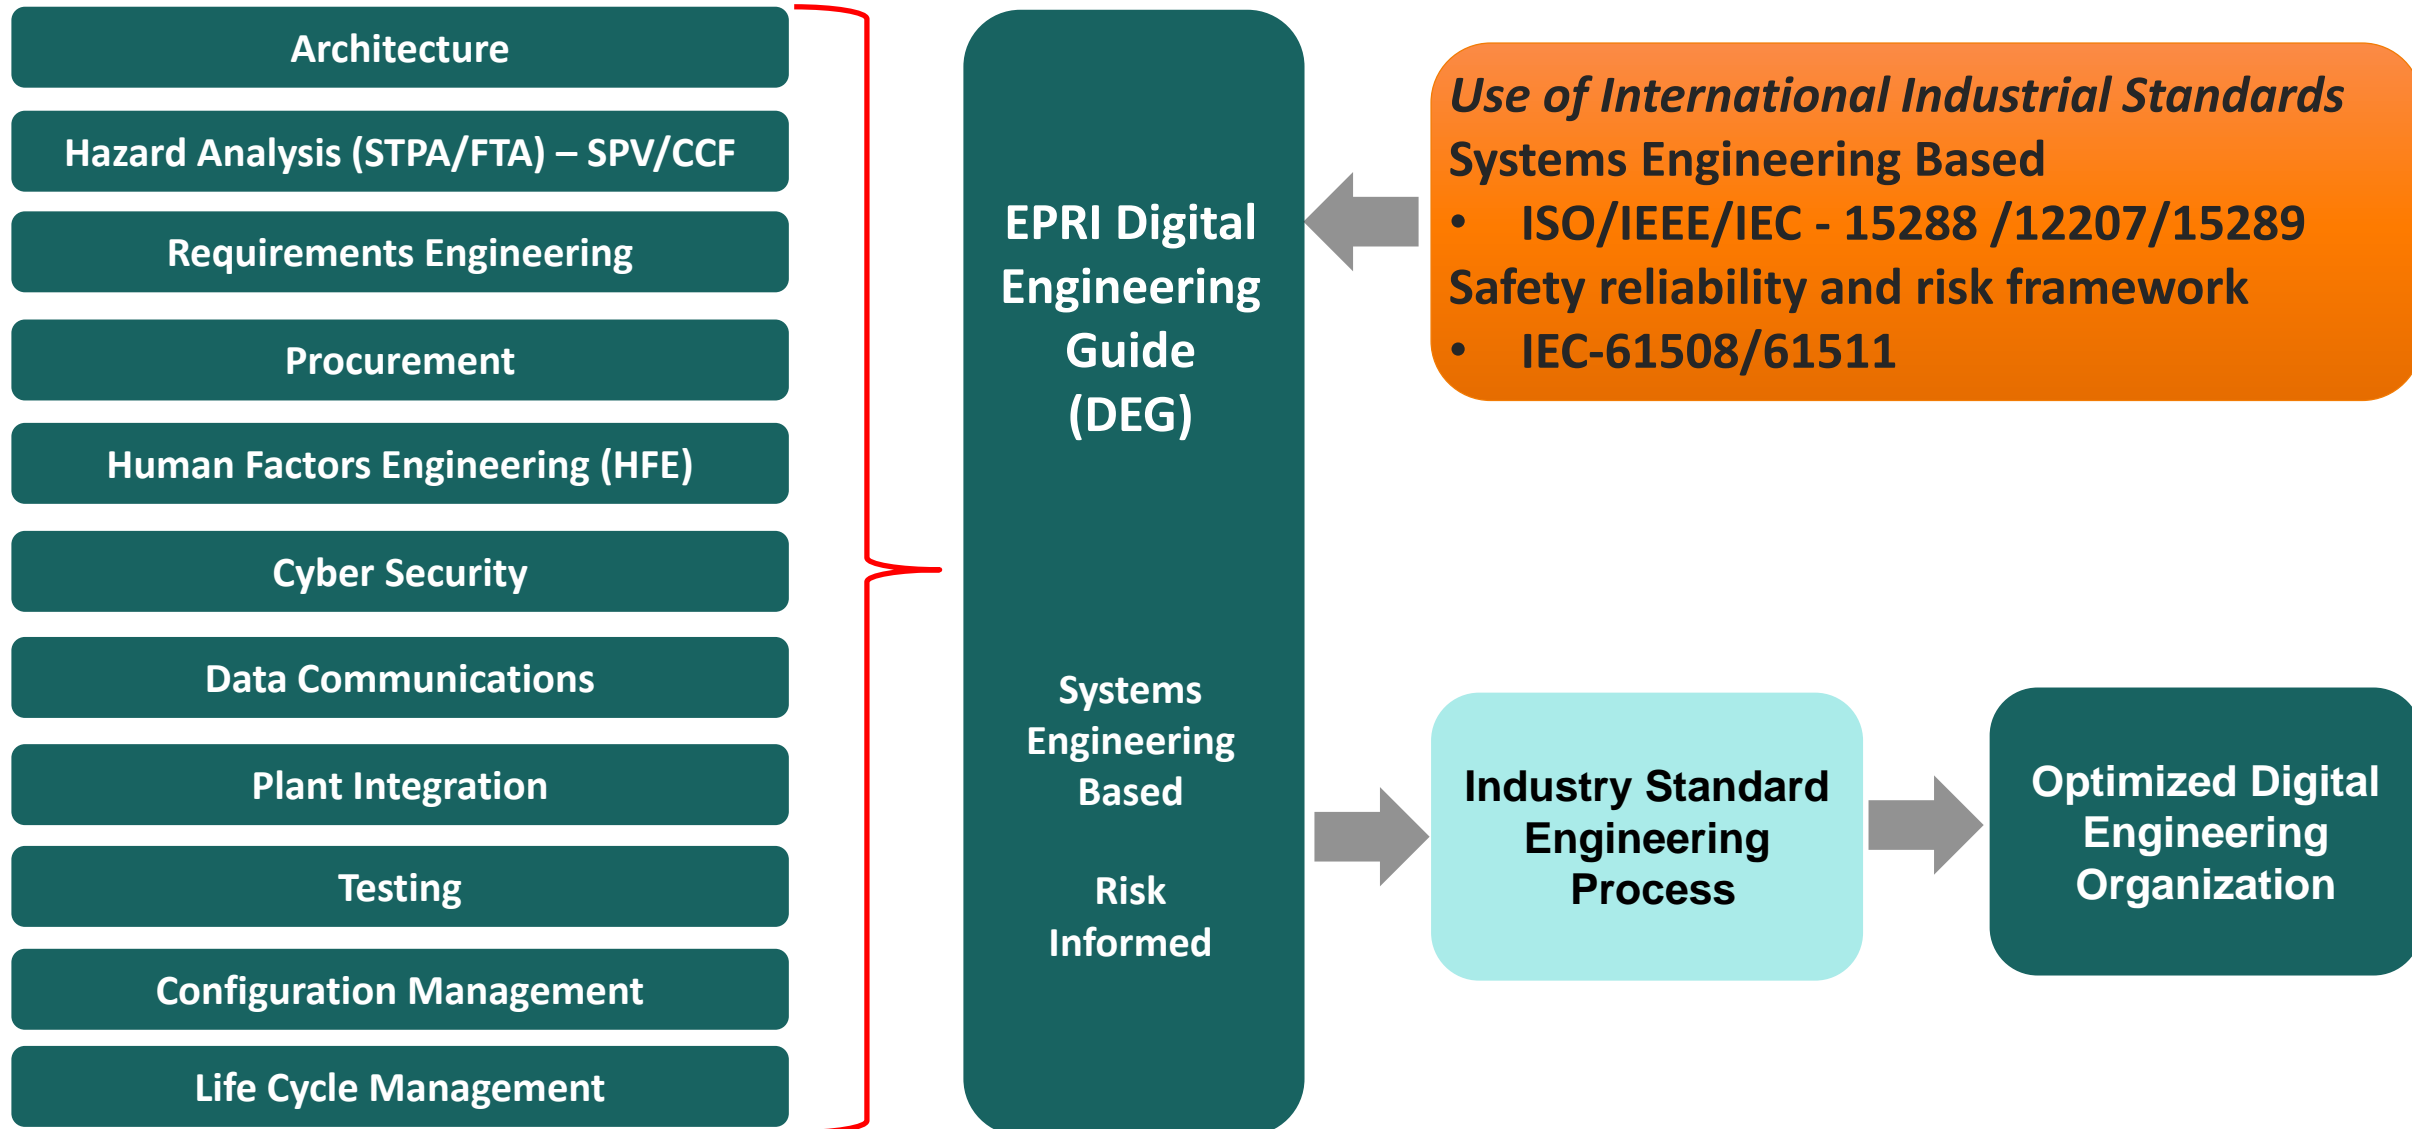 Architecture
Hazard Analysis (STPA/FTA) – SPV/CCF
Requirements Engineering
Procurement
Human Factors Engineering (HFE)
Cyber Security
Data Communications
Plant Integration
Testing
Configuration Management
Life Cycle Management
EPRI Digital
Engineering
Guide
(DEG)
Systems
Engineering
Based
Risk
Informed
Use of International Industrial Standards
Systems Engineering Based
• ISO/IEEE/IEC - 15288 /12207/15289
Safety reliability and risk framework
• IEC-61508/61511
Industry Standard
Engineering
Process
Optimized Digital
Engineering
Organization